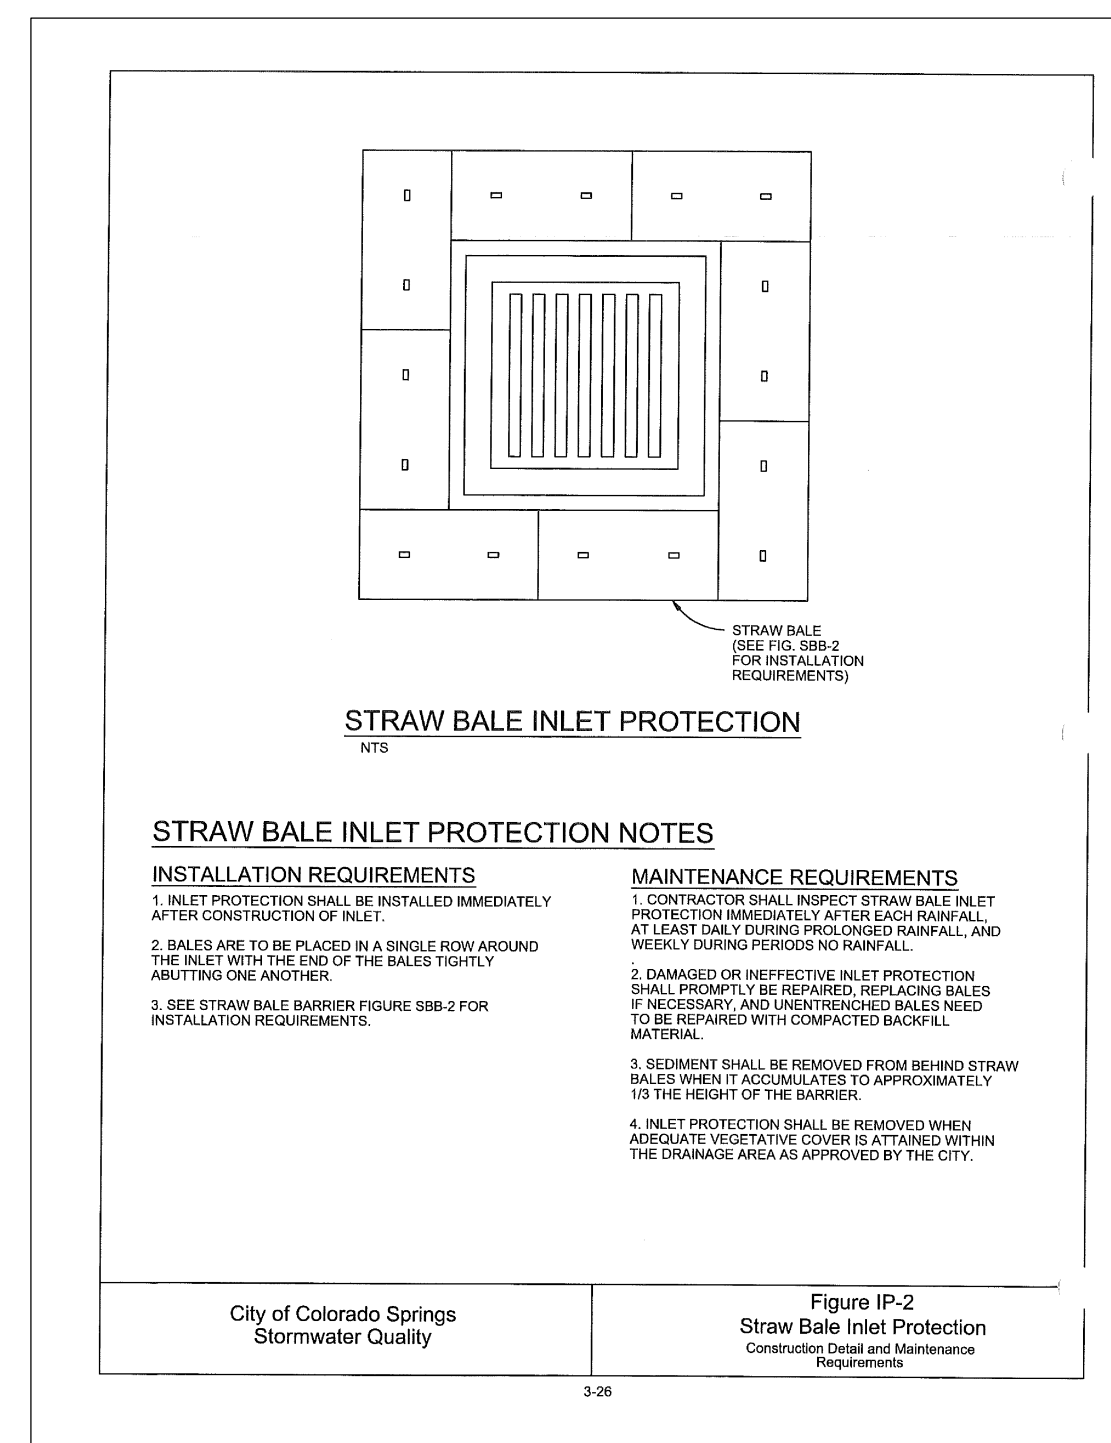 STRAW BALE
(SEE FIG. SBB-2
FOR INSTALLATION
REQUIREMENTS)
STRAW BALE INLET PROTECTION
NTS
STRAW BALE INLET PROTECTION NOTES
INSTALLATION REQUIREMENTS
1. INLET PROTECTION SHALL BE INSTALLED IMMEDIATELY
AFTER CONSTRUCTION OF INLET.
2. BALES ARE TO BE PLACED IN A SINGLE ROW AROUND
THE INLET WITH THE END OF THE BALES TIGHTLY
ABUTTING ONE ANOTHER.
3. SEE STRAW BALE BARRIER FIGURE SBB-2 FOR
INSTALLATION REQUIREMENTS.
MAINTENANCE REQUIREMENTS
1. CONTRACTOR SHALL INSPECT STRAW BALE INLET
PROTECTION IMMEDIATELY AFTER EACH RAINFALL,
AT LEAST DAILY DURING PROLONGED RAINFALL, AND
WEEKLY DURING PERIODS NO RAINFALL.
.
2. DAMAGED OR INEFFECTIVE INLET PROTECTION
SHALL PROMPTLY BE REPAIRED, REPLACING BALES
IF NECESSARY, AND UNENTRENCHED BALES NEED
TO BE REPAIRED WITH COMPACTED BACKFILL
MATERIAL.
3. SEDIMENT SHALL BE REMOVED FROM BEHIND STRAW
BALES WHEN IT ACCUMULATES TO APPROXIMATELY
1/3 THE HEIGHT OF THE BARRIER.
4. INLET PROTECTION SHALL BE REMOVED WHEN
ADEQUATE VEGETATIVE COVER IS ATTAINED WITHIN
THE DRAINAGE AREA AS APPROVED BY THE CITY.
City of Colorado Springs
Stormwater Quality
Figure IP-2
Straw Bale Inlet Protection
Construction Detail and Maintenance
Requirements
3-26